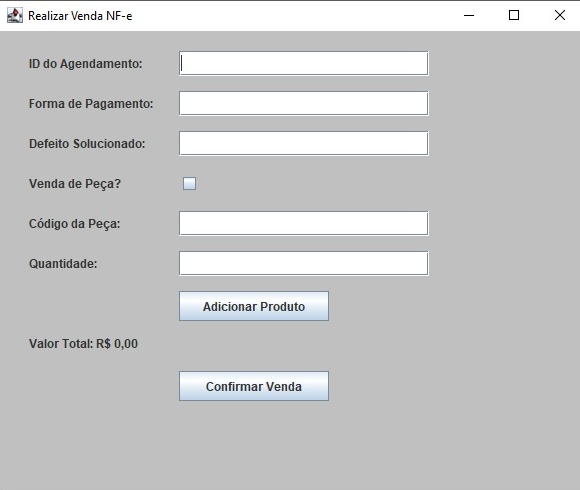 Realizar Venda NF-e
ID do Agendamento:
Forma de Pagamento:
Defeito Solucionado:
Venda de Peça?
Código da Peça:
Quantidade:
Adicionar Produto
Valor Total: R$ 0,00
Confirmar Venda